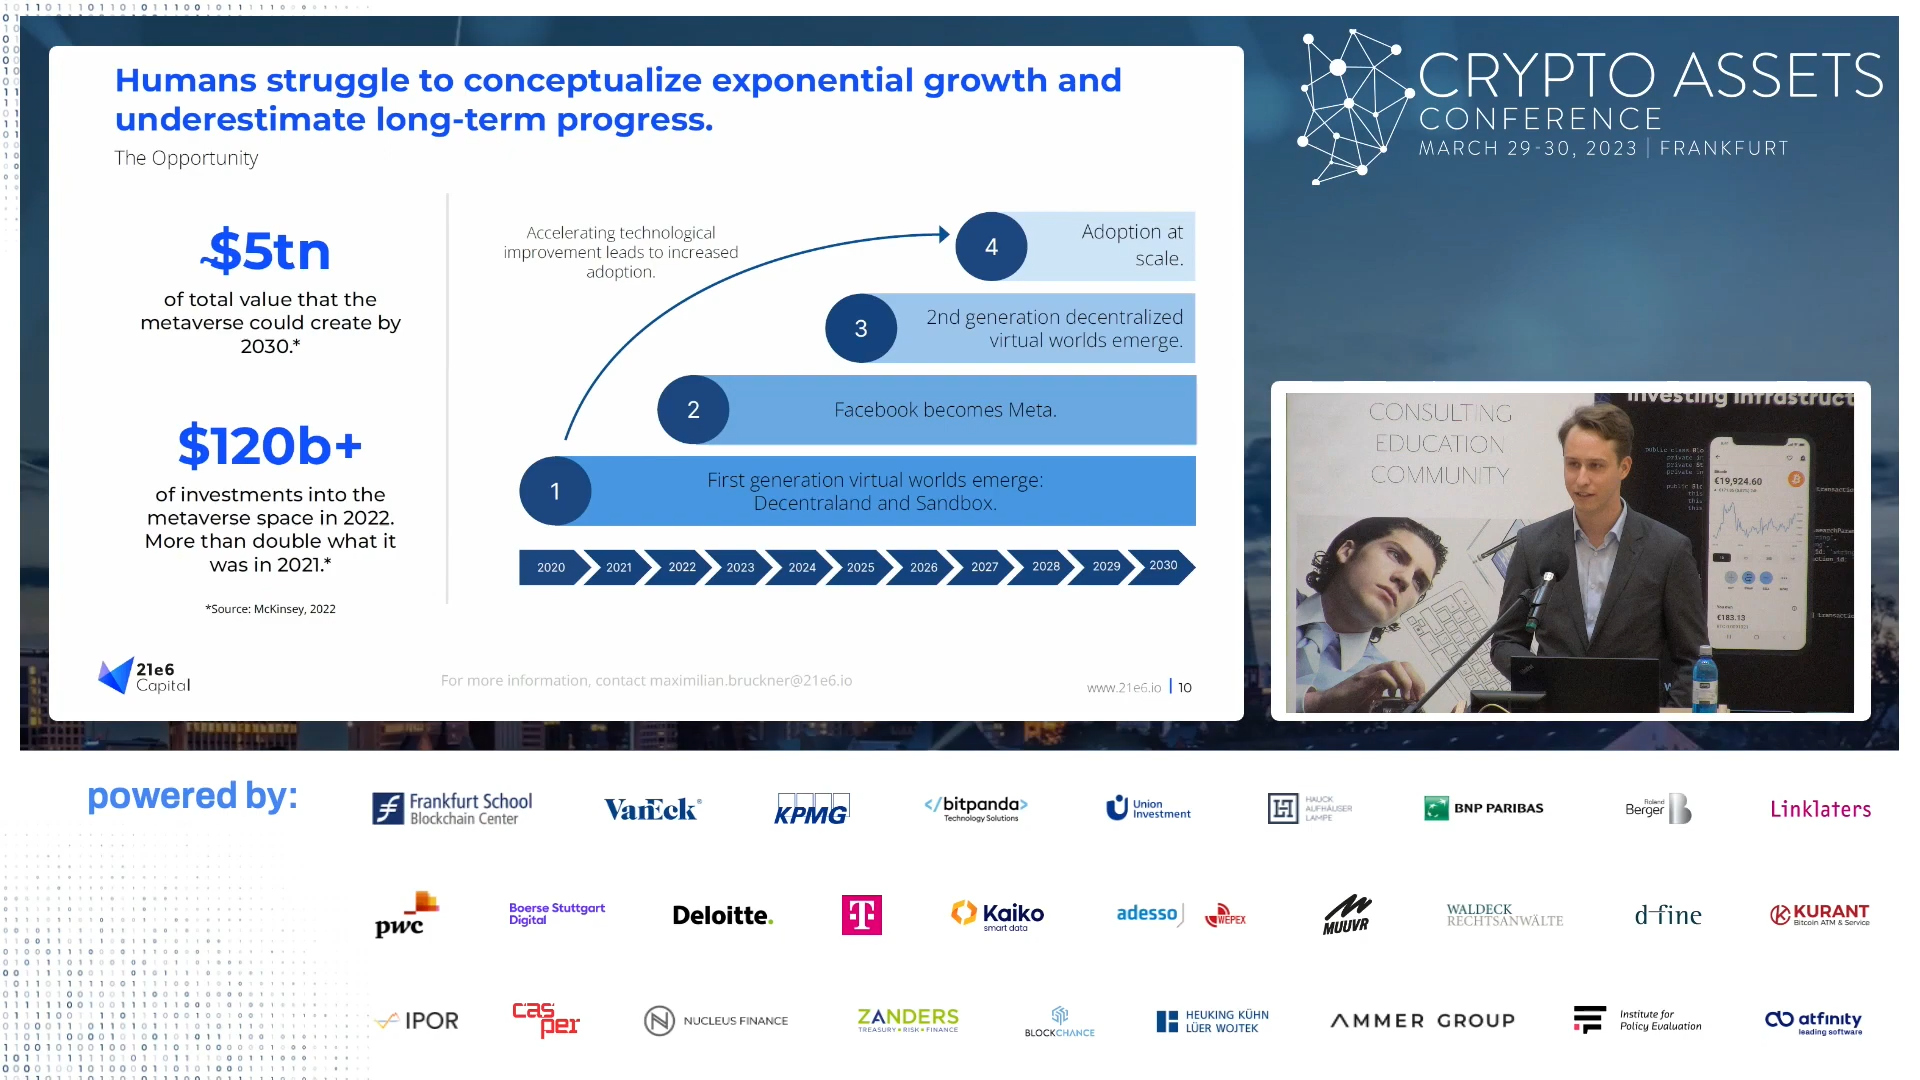 Humans struggle to conceptualize exponential growth and
underestimate long-term progress.
The Opportunity
~$5tn
of total value that the
metaverse could create by
2030.*
$120b+
of investments into the
metaverse space in 2022.
More than double what it
was in 2021.*
*Source: McKinsey, 2022
Accelerating technological
improvement leads to increased
adoption.
4
Adoption at
scale.
3
2nd generation decentralized
virtual worlds emerge.
2
Facebook becomes Meta.
1
First generation virtual worlds emerge:
Decentraland and Sandbox.
2020 2021 2022 2023 2024 2025 2026 2027 2028 2029 2030
21e6
Capital
For more information, contact maximilian.bruckner@21e6.io
www.21e6.io | 10
CRYPTO ASSETS
CONFERENCE
MARCH 29-30, 2023 | FRANKFURT
CONSULTING
EDUCATION
COMMUNITY
Bitcoin
€19,924.60
€183.13
powered by:
Frankfurt School
Blockchain Center
VanEck
KPMG
</bitpanda>
Technology Solutions
Union
Investment
HAUCK
AUFHÄUSER
LAMPE
BNP PARIBAS
Roland
Berger
Linklaters
pwc
Boerse Stuttgart
Digital
Deloitte.
T
Kaiko
smart data
adesso
WEPEX
MUUVR
WALDECK
RECHTSANWÄLTE
d-fine
KURANT
Bitcoin ATM & Service
IPOR
casper
NUCLEUS FINANCE
ZANDERS
TREASURY • RISK • FINANCE
BLOCKCHANCE
HEUKING KÜHN
LÜER WOJTEK
AMMER GROUP
Institute for
Policy Evaluation
atfinity
leading software